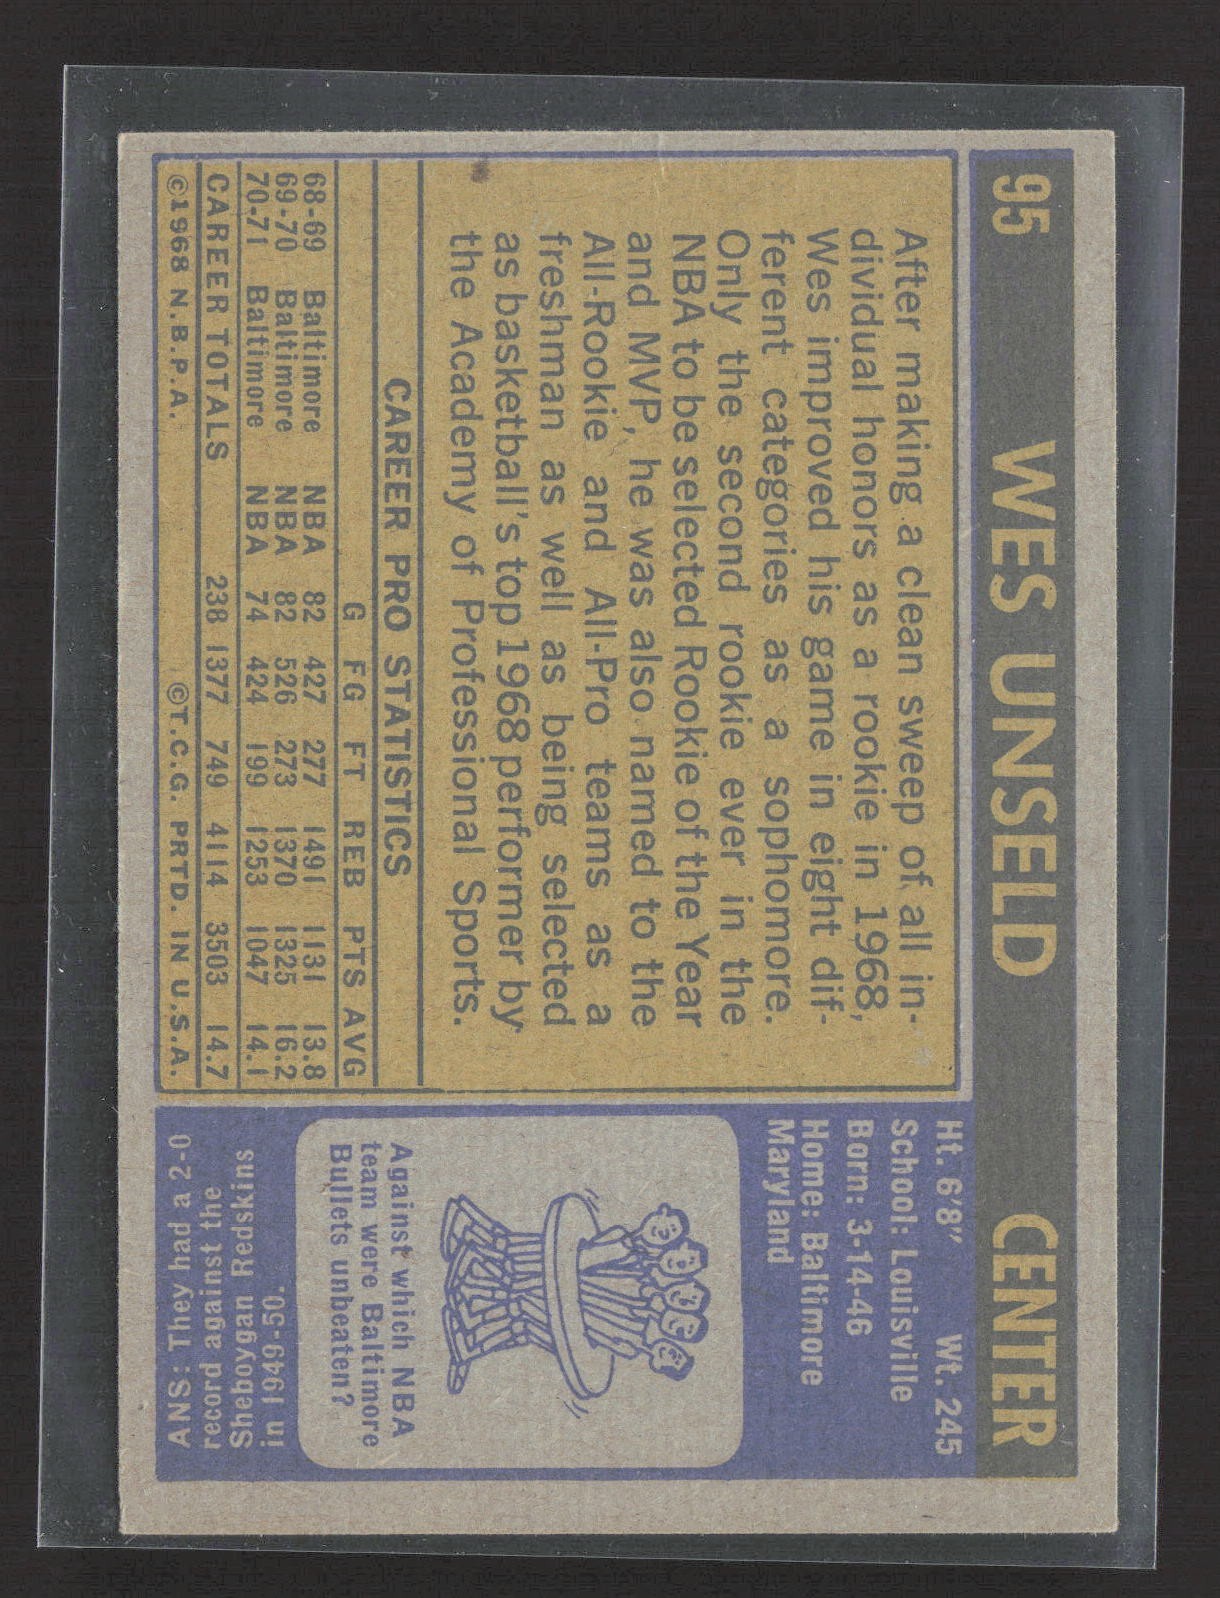 95 WES UNSELD CENTER
After making a clean sweep of all in-
dividual honors as a rookie in 1968,
Wes improved his game in eight dif-
ferent categories as a sophomore.
Only the second rookie ever in the
NBA to be selected Rookie of the Year
and MVP, he was also named to the
All-Rookie and All-Pro teams as a
freshman as well as being selected
as basketball's top 1968 performer by
the Academy of Professional Sports.
CAREER PRO STATISTICS
G FG FT REB PTS AVG
68-69 Baltimore NBA 82 427 277 1491 1131 13.8
69-70 Baltimore NBA 82 526 273 1370 1325 16.2
70-71 Baltimore NBA 74 424 199 1253 1047 14.1
CAREER TOTALS 238 1377 749 4114 3503 14.7
©1968 N.B.P.A. ©T.C.G. PRTD. IN U.S.A.
Ht. 6'8" Wt. 245
School: Louisville
Born: 3-14-46
Home: Baltimore
Maryland
Against which NBA
team were Baltimore
Bullets unbeaten?
ANS: They had a 2-0
record against the
Sheboygan Redskins
in 1949-50.